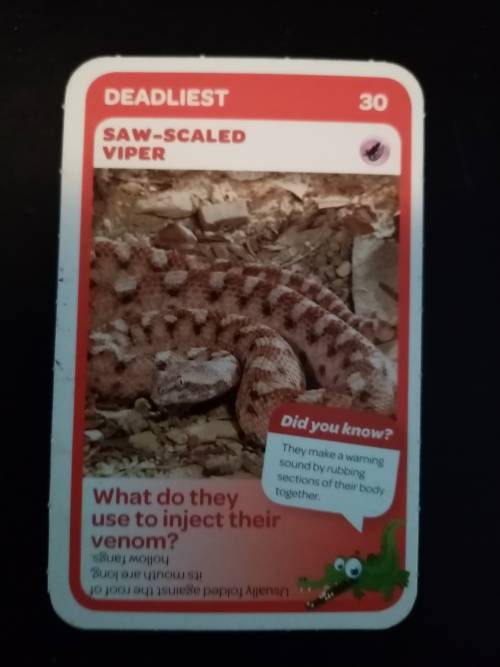 DEADLIEST
30
SAW-SCALED
VIPER
Did you know?
They make a warning
sound by rubbing
sections of their body
together.
What do they
use to inject their
venom?
Usually folded against the roof of
its mouth are long,
hollow fangs.